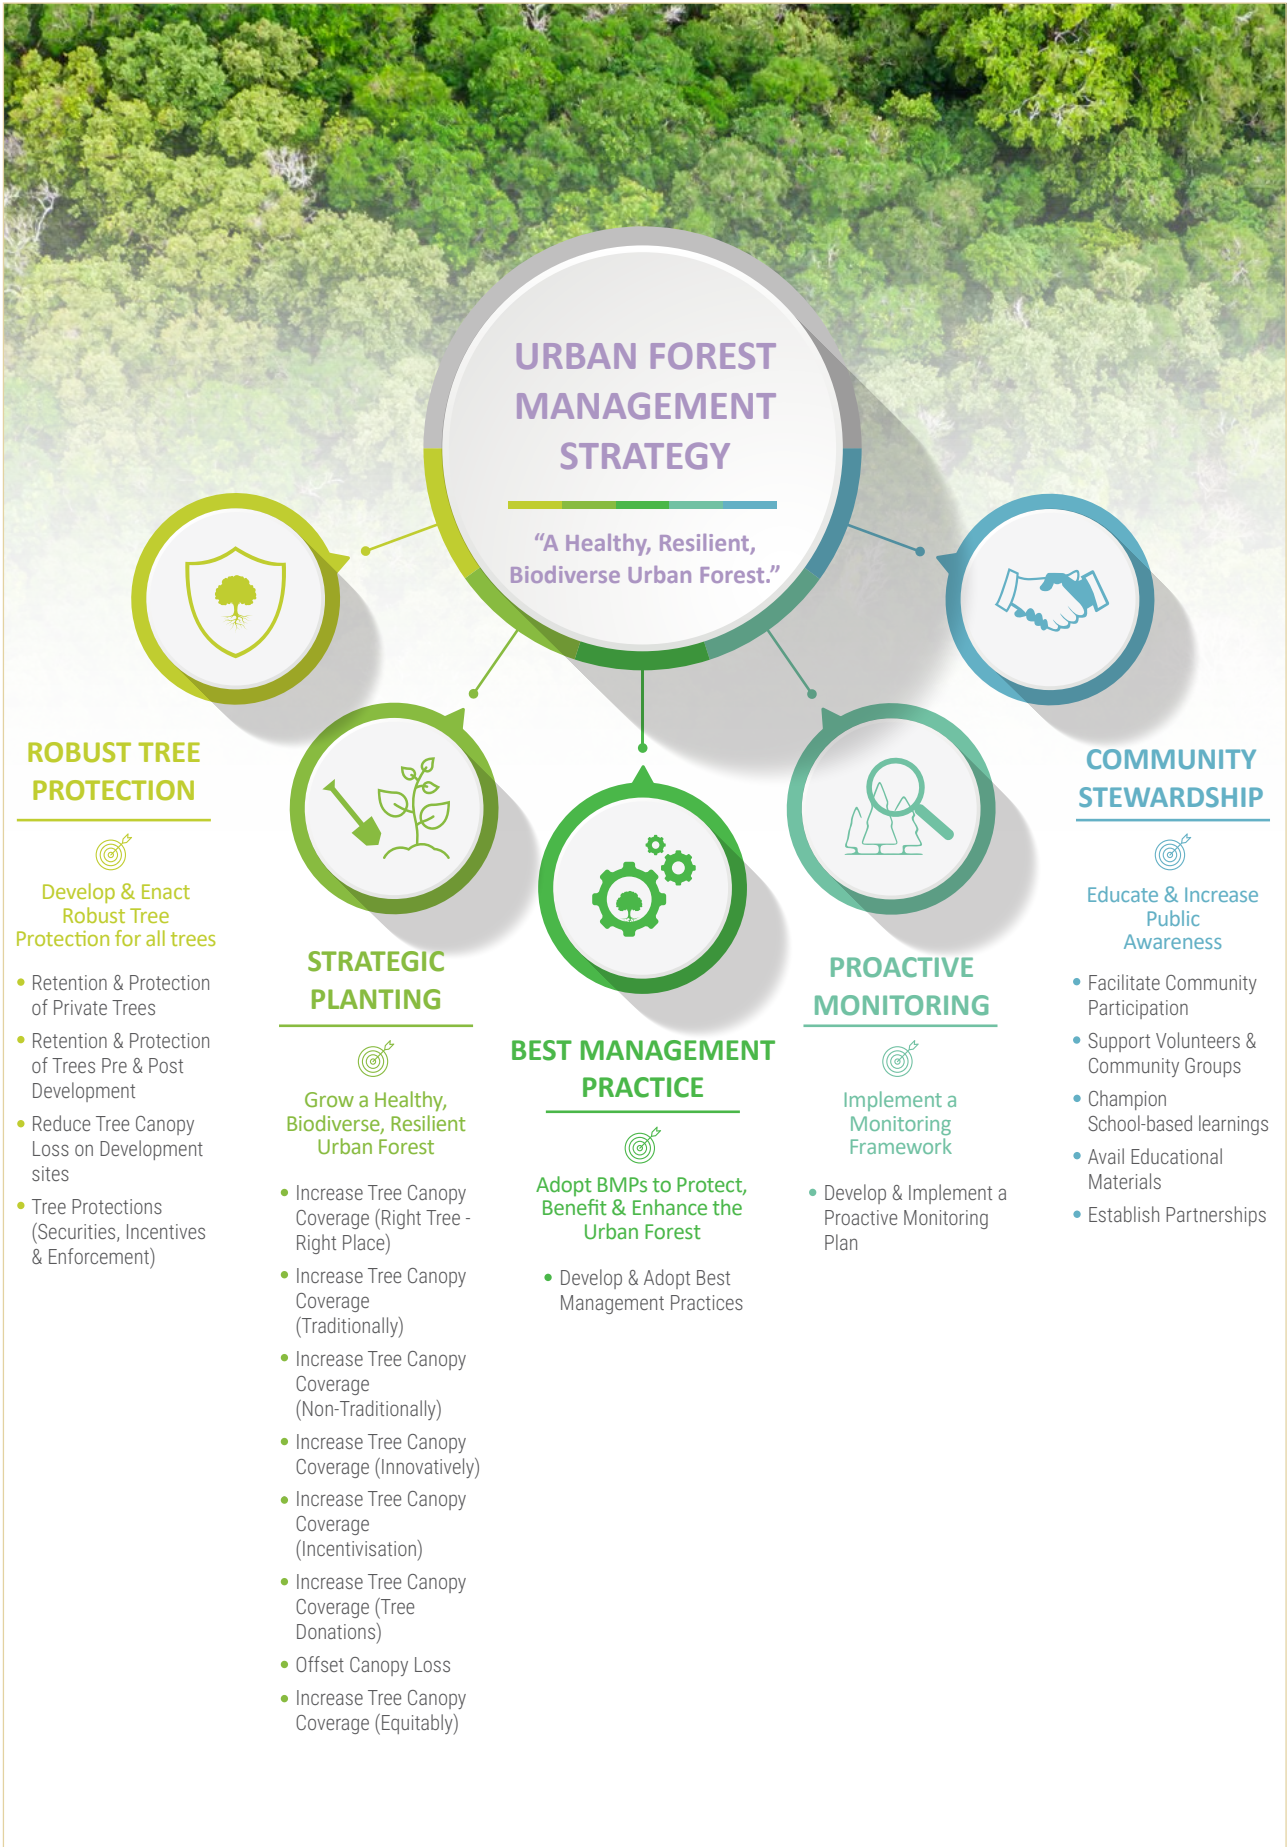 URBAN FOREST
MANAGEMENT
STRATEGY
“A Healthy, Resilient,
Biodiverse Urban Forest.”
ROBUST TREE
PROTECTION
Develop & Enact
Robust Tree
Protection for all trees
• Retention & Protection
of Private Trees
• Retention & Protection
of Trees Pre & Post
Development
• Reduce Tree Canopy
Loss on Development
sites
• Tree Protections
(Securities, Incentives
& Enforcement)
STRATEGIC
PLANTING
Grow a Healthy,
Biodiverse, Resilient
Urban Forest
• Increase Tree Canopy
Coverage (Right Tree -
Right Place)
• Increase Tree Canopy
Coverage
(Traditionally)
• Increase Tree Canopy
Coverage
(Non-Traditionally)
• Increase Tree Canopy
Coverage (Innovatively)
• Increase Tree Canopy
Coverage
(Incentivisation)
• Increase Tree Canopy
Coverage (Tree
Donations)
• Offset Canopy Loss
• Increase Tree Canopy
Coverage (Equitably)
BEST MANAGEMENT
PRACTICE
Adopt BMPs to Protect,
Benefit & Enhance the
Urban Forest
• Develop & Adopt Best
Management Practices
PROACTIVE
MONITORING
Implement a
Monitoring
Framework
• Develop & Implement a
Proactive Monitoring
Plan
COMMUNITY
STEWARDSHIP
Educate & Increase
Public
Awareness
• Facilitate Community
Participation
• Support Volunteers &
Community Groups
• Champion
School-based learnings
• Avail Educational
Materials
• Establish Partnerships